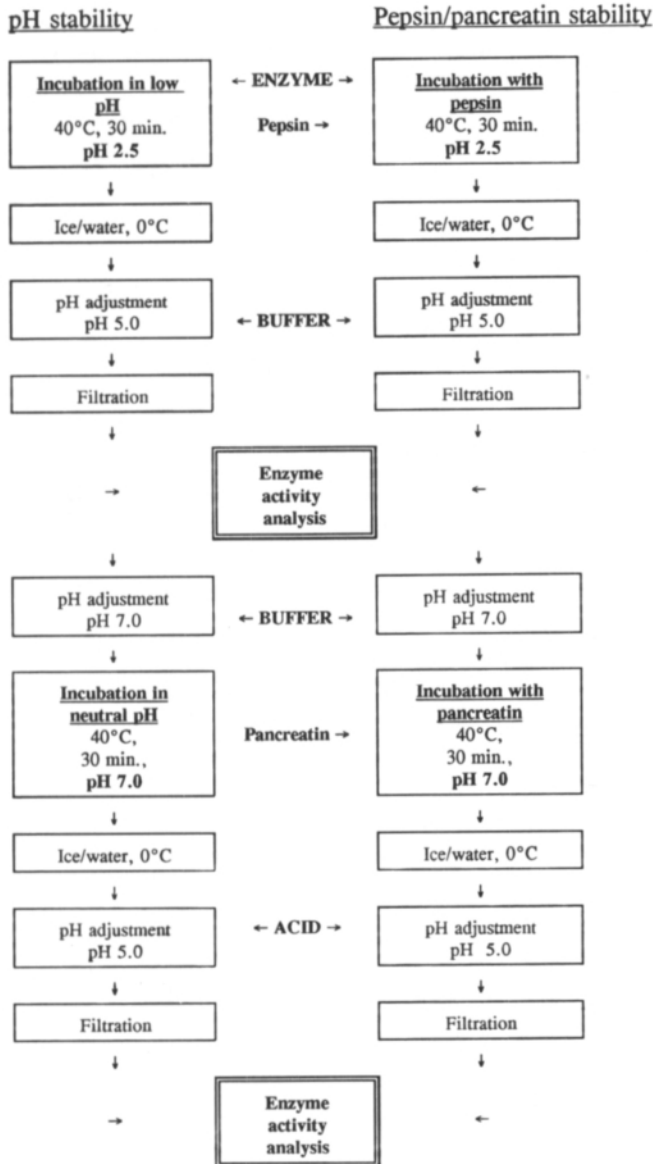 pH stability Pepsin/pancreatin stability
Incubation in low ← ENZYME → Incubation with
pH pepsin
40°C, 30 min. Pepsin → 40°C, 30 min.
pH 2.5 pH 2.5
↓ ↓
Ice/water, 0°C Ice/water, 0°C
↓ ↓
pH adjustment pH adjustment
pH 5.0 ← BUFFER → pH 5.0
↓ ↓
Filtration Filtration
↓ ↓
Enzyme
→ activity ←
analysis
↓ ↓
pH adjustment pH adjustment
pH 7.0 ← BUFFER → pH 7.0
↓ ↓
Incubation in Incubation with
neutral pH pancreatin
40°C, Pancreatin → 40°C,
30 min., 30 min.,
pH 7.0 pH 7.0
↓ ↓
Ice/water, 0°C Ice/water, 0°C
↓ ↓
pH adjustment ← ACID → pH adjustment
pH 5.0 pH 5.0
↓ ↓
Filtration Filtration
↓ ↓
Enzyme
→ activity ←
analysis